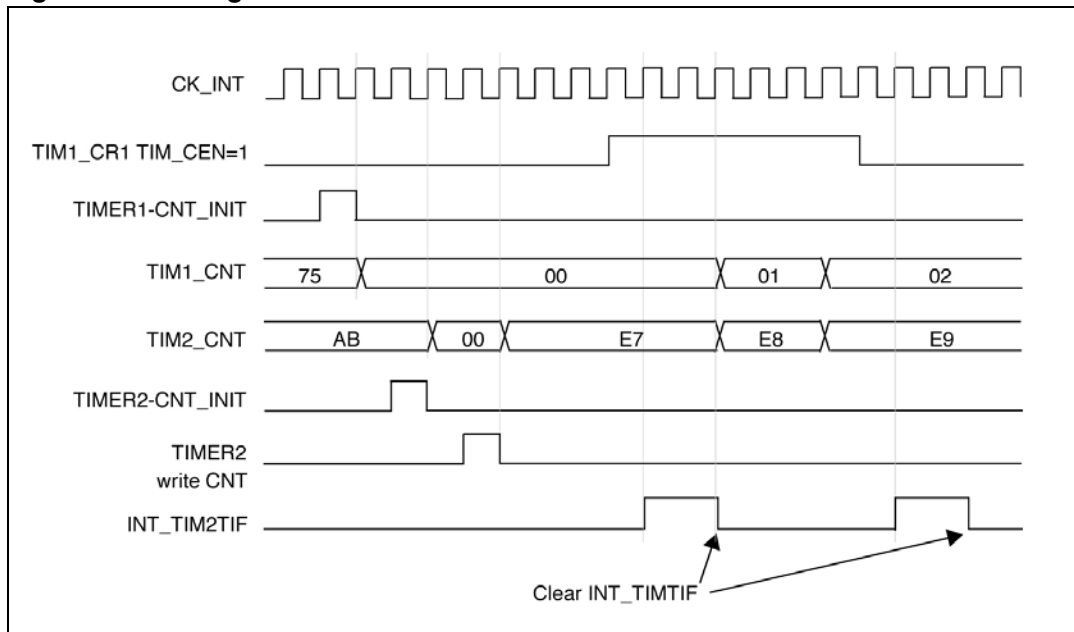 CK_INT
TIM1_CR1 TIM_CEN=1
TIMER1-CNT_INIT
TIM1_CNT 75 00 01 02
TIM2_CNT AB 00 E7 E8 E9
TIMER2-CNT_INIT
TIMER2
write CNT
INT_TIM2TIF
Clear INT_TIMTIF